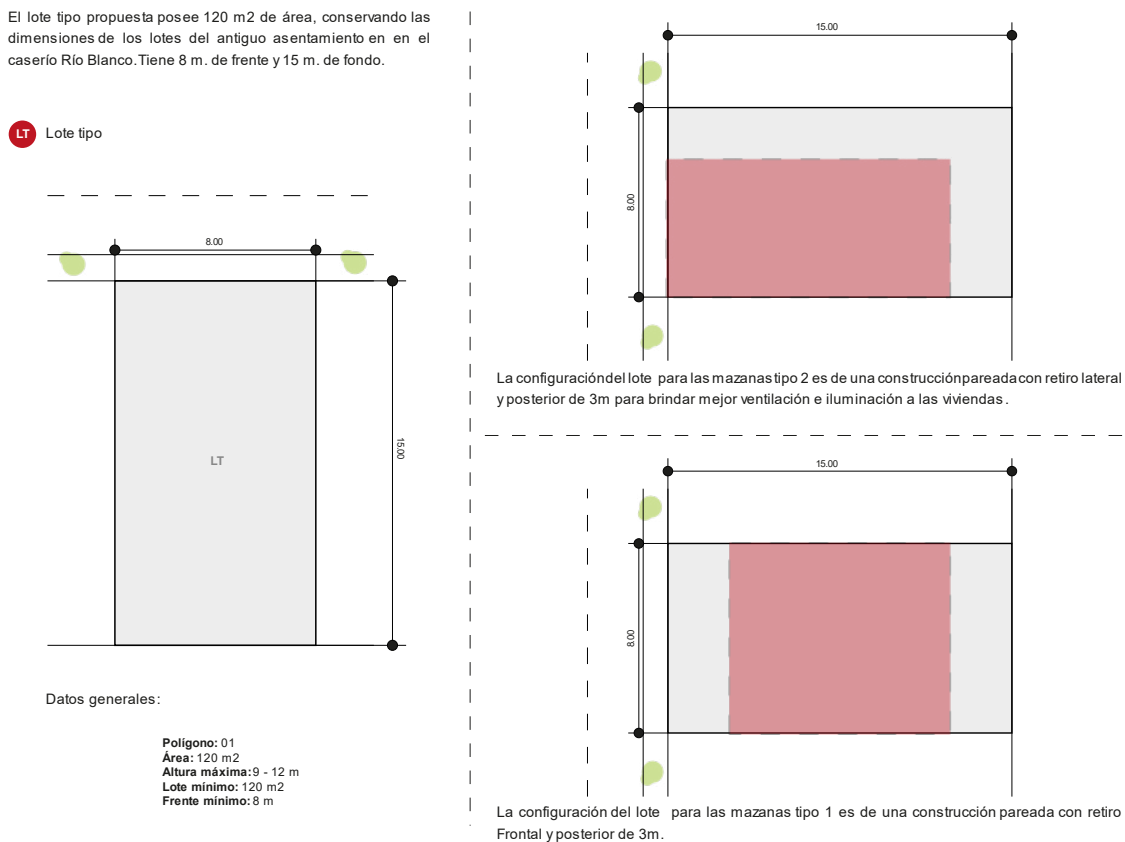 El lote tipo propuesta posee 120 m2 de área, conservando las
dimensiones de los lotes del antiguo asentamiento en en el
caserío Río Blanco. Tiene 8 m. de frente y 15 m. de fondo.
LT Lote tipo
8.00
15.00
LT
Datos generales:
Polígono: 01
Área: 120 m2
Altura máxima: 9 - 12 m
Lote mínimo: 120 m2
Frente mínimo: 8 m
15.00
8.00
La configuración del lote para las mazanas tipo 2 es de una construcción pareada con retiro lateral
y posterior de 3m para brindar mejor ventilación e iluminación a las viviendas.
15.00
8.00
La configuración del lote para las mazanas tipo 1 es de una construcción pareada con retiro
Frontal y posterior de 3m.